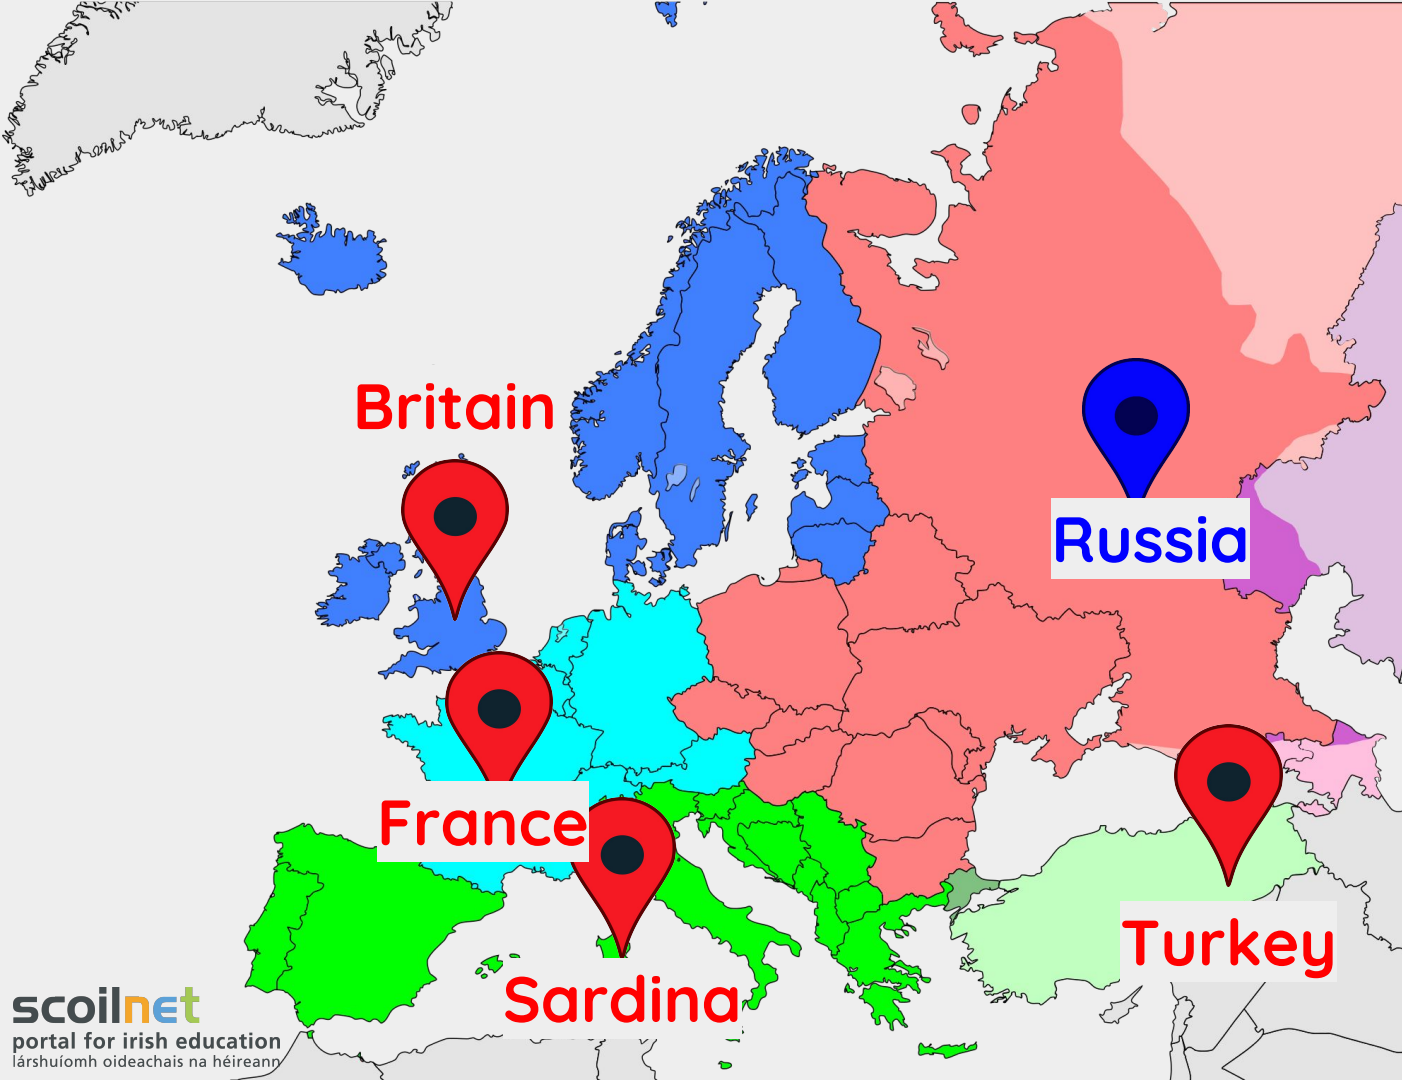 Britain
Russia
France
Turkey
Sardina
scoilnet
portal for irish education
lárshuíomh oideachais na héireann